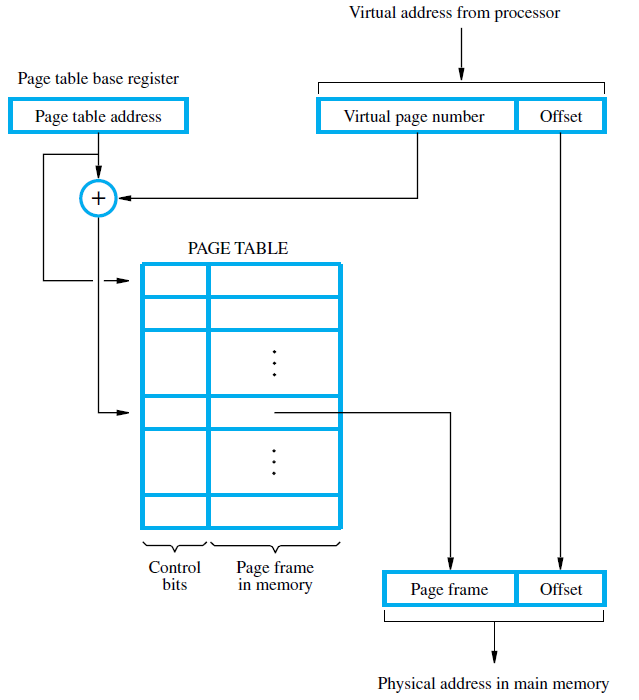 Virtual address from processor
Page table base register
Page table address
Virtual page number
Offset
+
PAGE TABLE
Control
bits
Page frame
in memory
Page frame
Offset
Physical address in main memory